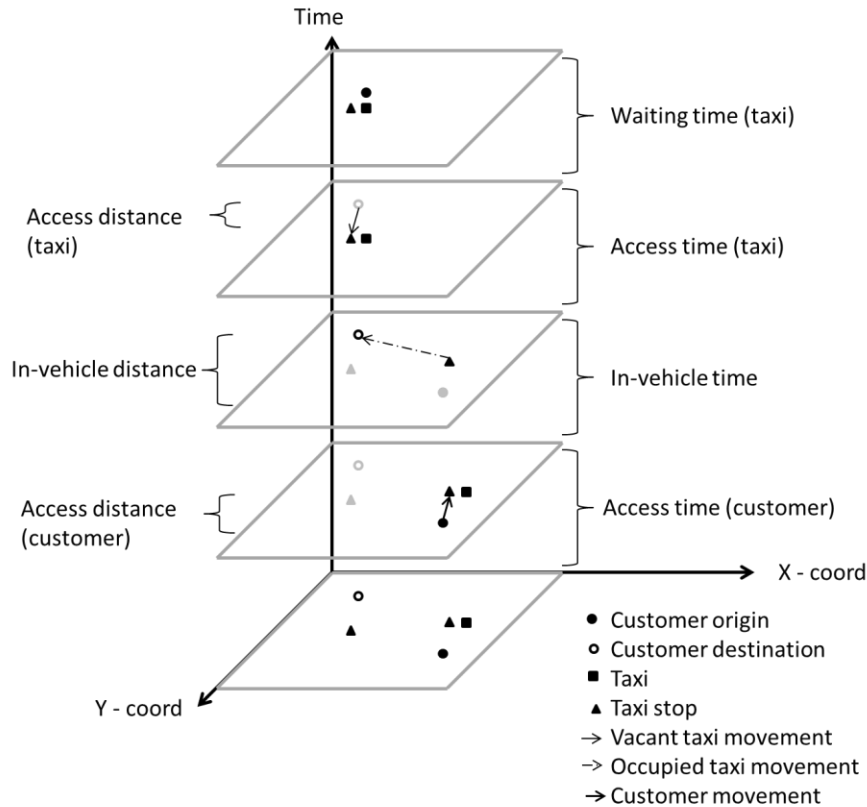 Time
Waiting time (taxi)
Access distance
(taxi)
Access time (taxi)
In-vehicle distance
In-vehicle time
Access distance
(customer)
Access time (customer)
X - coord
Y - coord
Customer origin
Customer destination
Taxi
Taxi stop
Vacant taxi movement
Occupied taxi movement
Customer movement